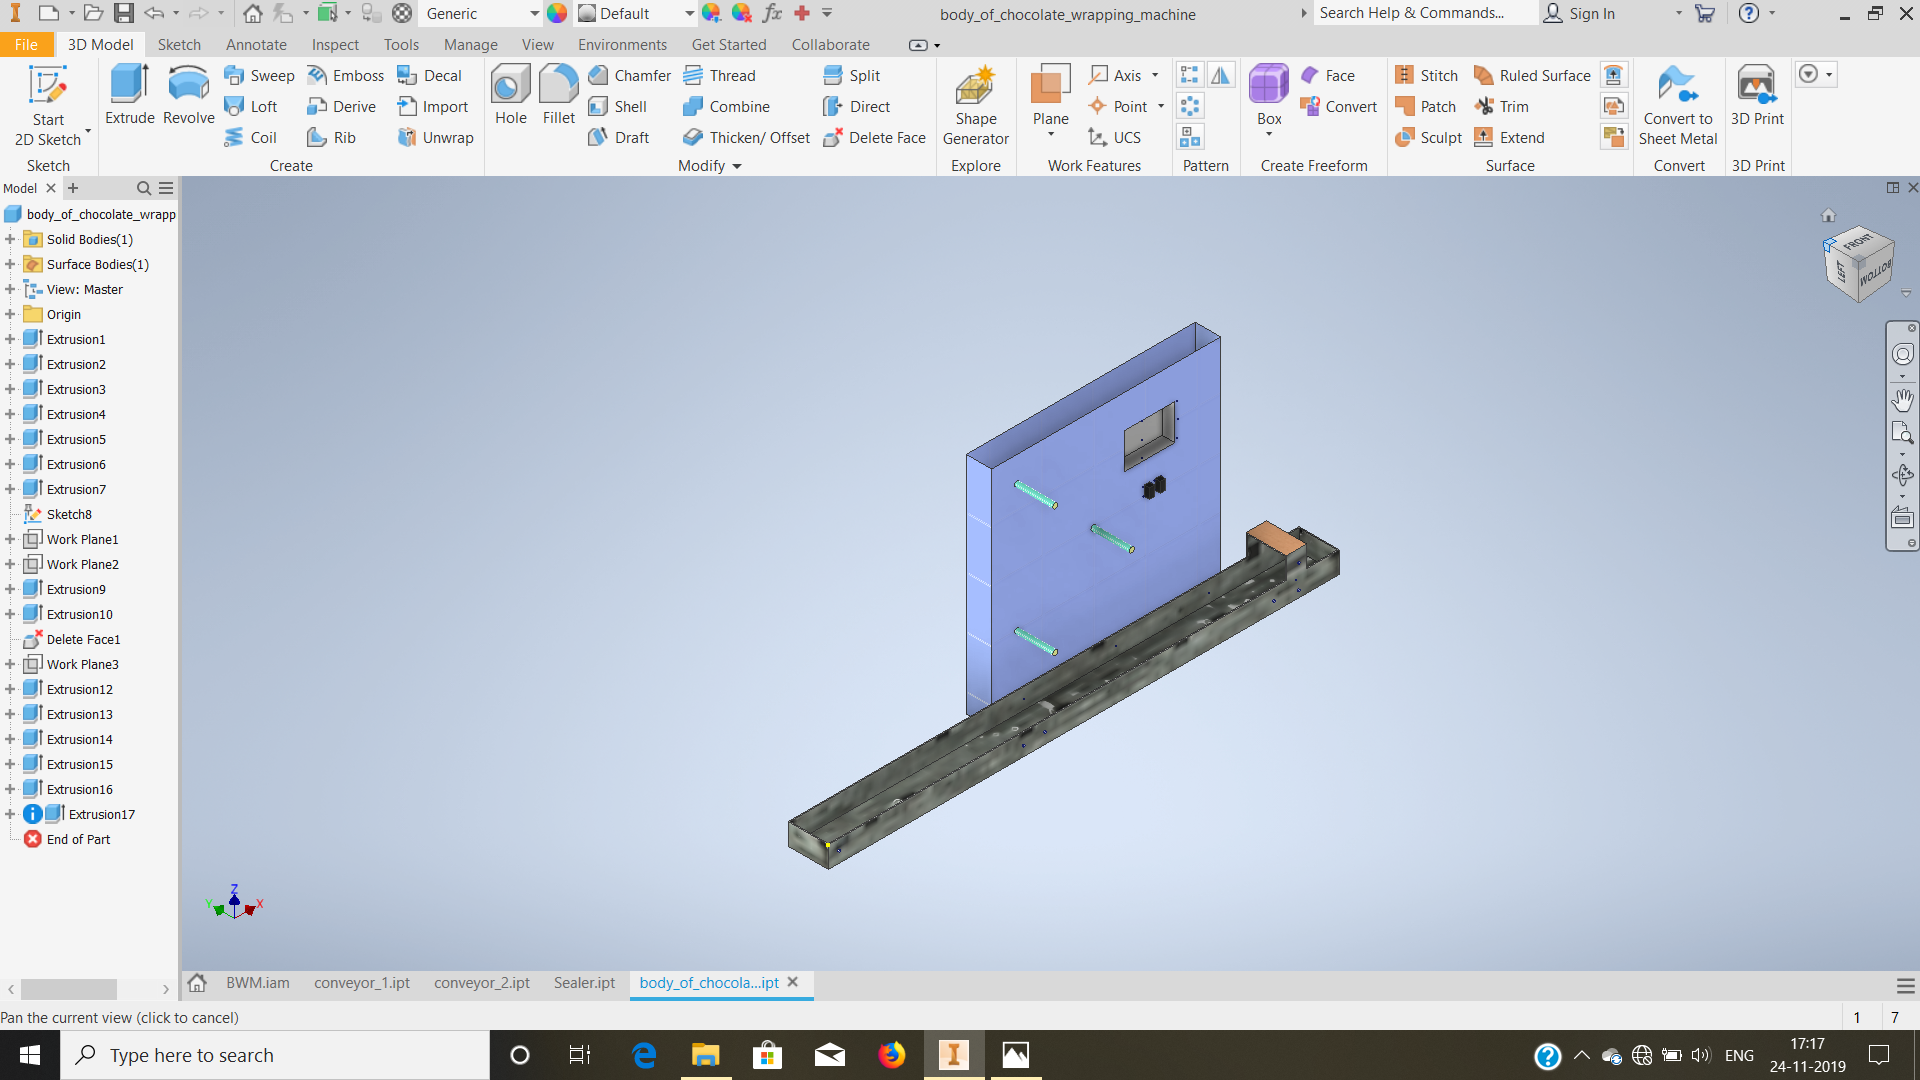 Generic
Default
body_of_chocolate_wrapping_machine
Search Help & Commands...
Sign In
File
3D Model
Sketch
Annotate
Inspect
Tools
Manage
View
Environments
Get Started
Collaborate
Start
2D Sketch
Sketch
Extrude
Revolve
Sweep
Loft
Coil
Emboss
Derive
Rib
Decal
Import
Unwrap
Create
Hole
Fillet
Chamfer
Shell
Draft
Thread
Combine
Thicken/ Offset
Split
Direct
Delete Face
Modify
Shape
Generator
Explore
Plane
Axis
Point
UCS
Work Features
Pattern
Box
Face
Convert
Create Freeform
Stitch
Patch
Sculpt
Ruled Surface
Trim
Extend
Surface
Convert to
Sheet Metal
Convert
3D Print
3D Print
Model
body_of_chocolate_wrapp
Solid Bodies(1)
Surface Bodies(1)
View: Master
Origin
Extrusion1
Extrusion2
Extrusion3
Extrusion4
Extrusion5
Extrusion6
Extrusion7
Sketch8
Work Plane1
Work Plane2
Extrusion9
Extrusion10
Delete Face1
Work Plane3
Extrusion12
Extrusion13
Extrusion14
Extrusion15
Extrusion16
Extrusion17
End of Part
FRONT
LEFT
BOTTOM
Z
Y
X
BWM.iam
conveyor_1.ipt
conveyor_2.ipt
Sealer.ipt
body_of_chocola...ipt
Pan the current view (click to cancel)
1
7
Type here to search
ENG
17:17
24-11-2019